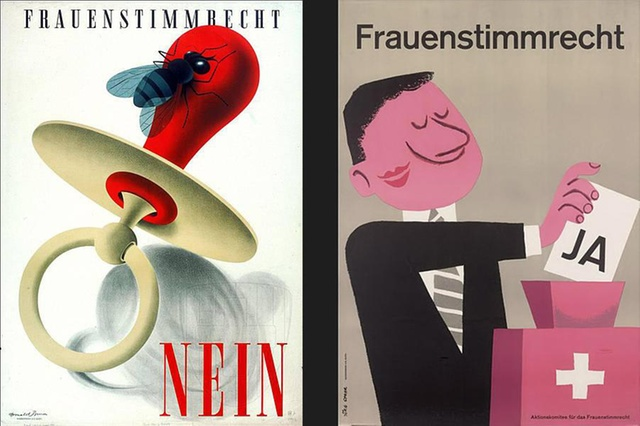 FRAUENSTIMMRECHT
NEIN
Frauenstimmrecht
JA
Aktionskomitee für das Frauenstimmrecht